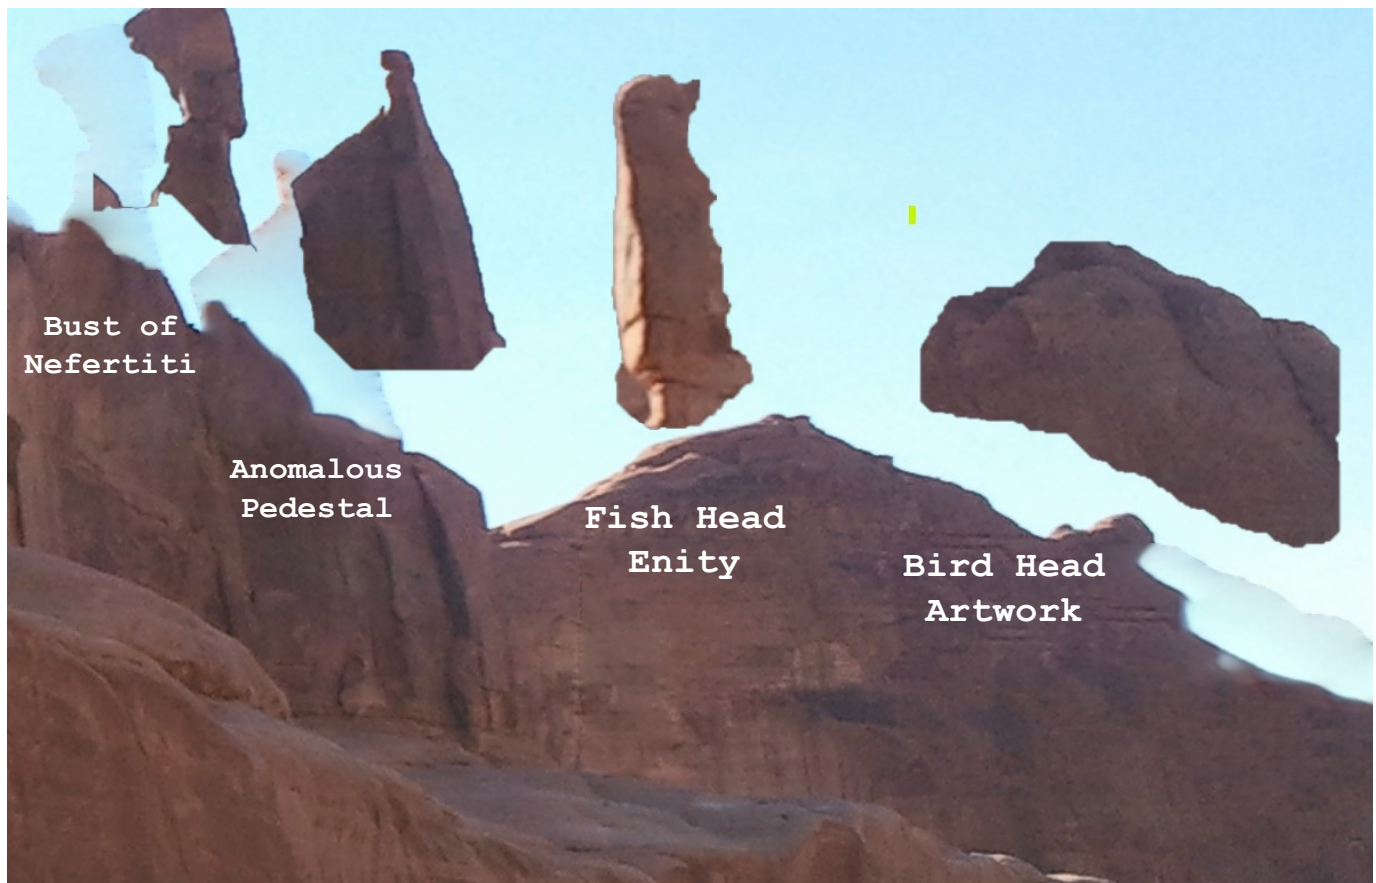 Bust of
Nefertiti
Anomalous
Pedestal
Fish Head
Enity
Bird Head
Artwork